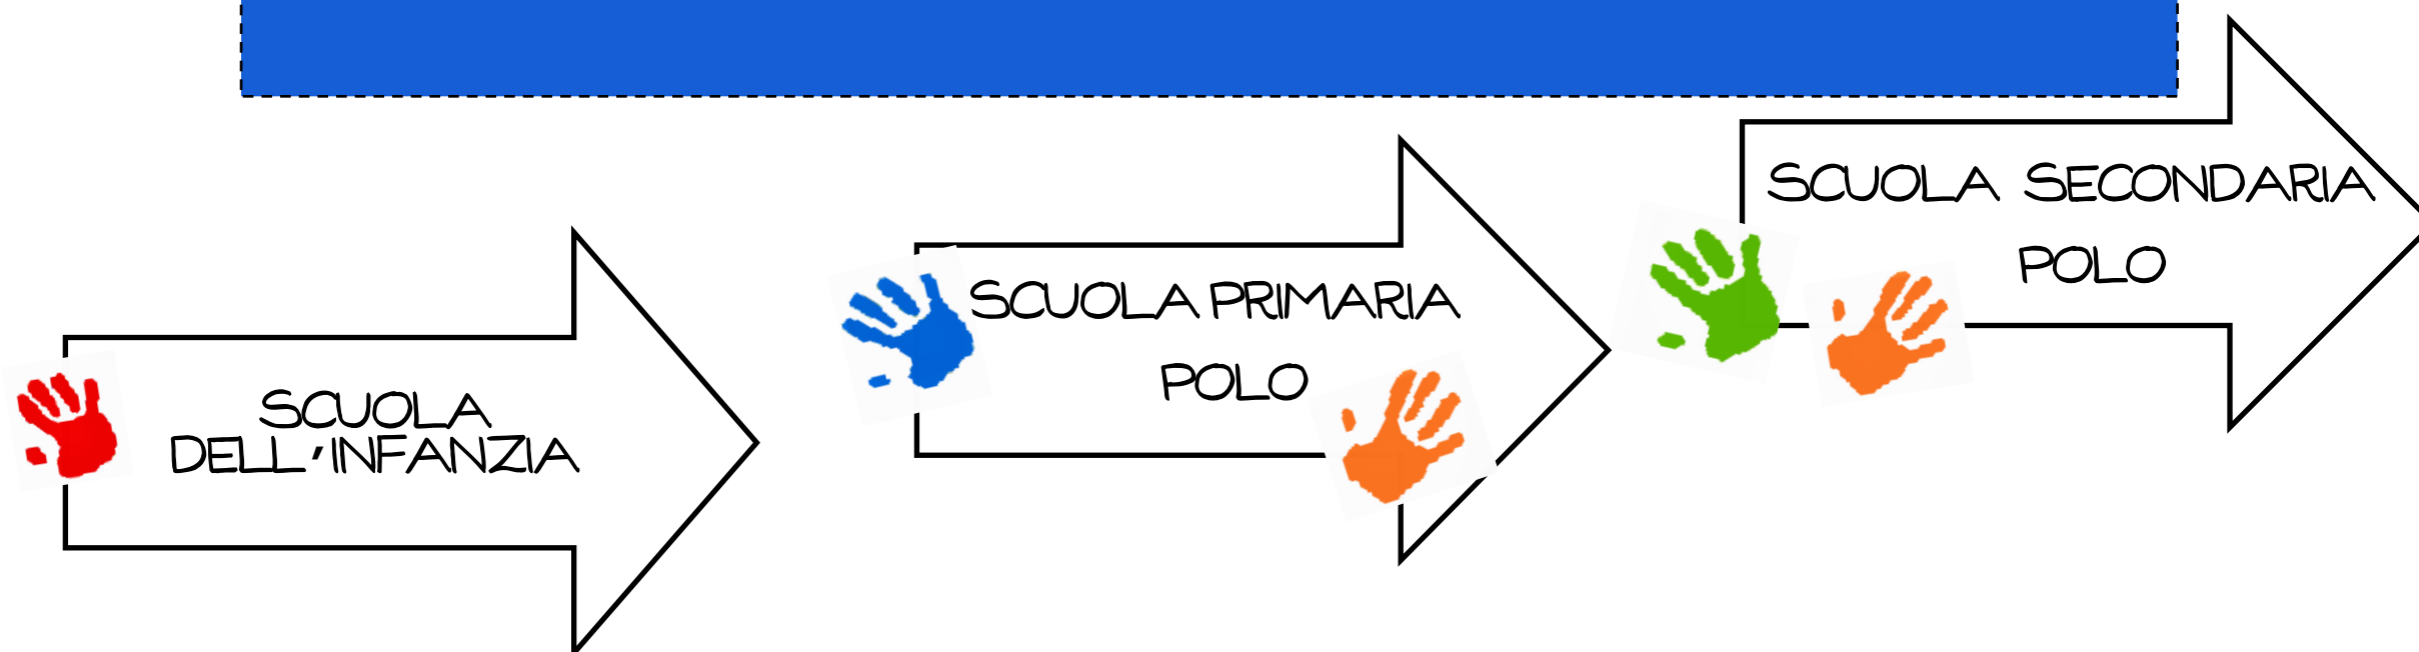 SCUOLA
DELL'INFANZIA
SCUOLA PRIMARIA
POLO
SCUOLA SECONDARIA
POLO